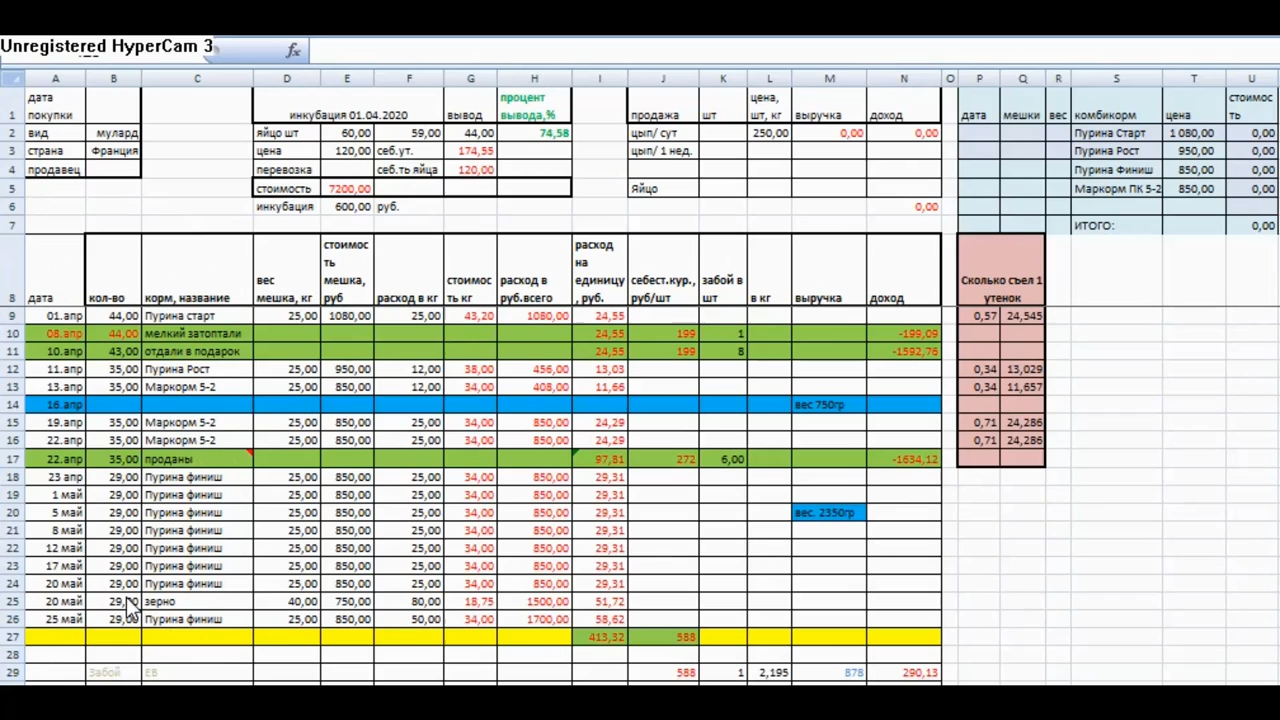 Unregistered HyperCam 3
fx
A B C D E F G H I J K L M N O P Q R S T U
1 дата покупки инкубация 01.04.2020 вывод процент вывода,% продажа шт цена, шт, кг выручка доход дата мешки вес комбикорм цена стоимос ть
2 вид мулард яйцо шт 60,00 59,00 44,00 74,58 цып/ сут 250,00 0,00 0,00 Пурина Старт 1 080,00 0,00
3 страна Франция цена 120,00 себ.ут. 174,55 цып/ 1 нед. Пурина Рост 950,00 0,00
4 продавец перевозка себ.ть яйца 120,00 Пурина Финиш 850,00 0,00
5 стоимость 7200,00 Яйцо Маркорм ПК 5-2 850,00 0,00
6 инкубация 600,00 руб. 0,00
7 ИТОГО: 0,00
8 дата кол-во корм, название вес мешка, кг стоимос ть мешка, руб расход в кг стоимос ть кг расход в руб.всего расход на единицу , руб. себест.кур., руб/шт забой в шт в кг выручка доход Сколько съел 1 утенок
9 01.апр 44,00 Пурина старт 25,00 1080,00 25,00 43,20 1080,00 24,55 0,57 24,545
10 08.апр 44,00 мелкий затоптали 24,55 199 1 -199,09
11 10.апр 43,00 отдали в подарок 24,55 199 8 -1592,76
12 11.апр 35,00 Пурина Рост 25,00 950,00 12,00 38,00 456,00 13,03 0,34 13,029
13 13.апр 35,00 Маркорм 5-2 25,00 850,00 12,00 34,00 408,00 11,66 0,34 11,657
14 16.апр вес 750гр
15 19.апр 35,00 Маркорм 5-2 25,00 850,00 25,00 34,00 850,00 24,29 0,71 24,286
16 22.апр 35,00 Маркорм 5-2 25,00 850,00 25,00 34,00 850,00 24,29 0,71 24,286
17 22.апр 35,00 проданы 97,81 272 6,00 -1634,12
18 23 апр 29,00 Пурина финиш 25,00 850,00 25,00 34,00 850,00 29,31
19 1 май 29,00 Пурина финиш 25,00 850,00 25,00 34,00 850,00 29,31
20 5 май 29,00 Пурина финиш 25,00 850,00 25,00 34,00 850,00 29,31 вес. 2350гр
21 8 май 29,00 Пурина финиш 25,00 850,00 25,00 34,00 850,00 29,31
22 12 май 29,00 Пурина финиш 25,00 850,00 25,00 34,00 850,00 29,31
23 17 май 29,00 Пурина финиш 25,00 850,00 25,00 34,00 850,00 29,31
24 20 май 29,00 Пурина финиш 25,00 850,00 25,00 34,00 850,00 29,31
25 20 май 29,00 зерно 40,00 750,00 80,00 18,75 1500,00 51,72
26 25 май 29,00 Пурина финиш 25,00 850,00 50,00 34,00 1700,00 58,62
27 413,32 588
28
29 Забой ЕВ 588 1 2,195 878 290,13